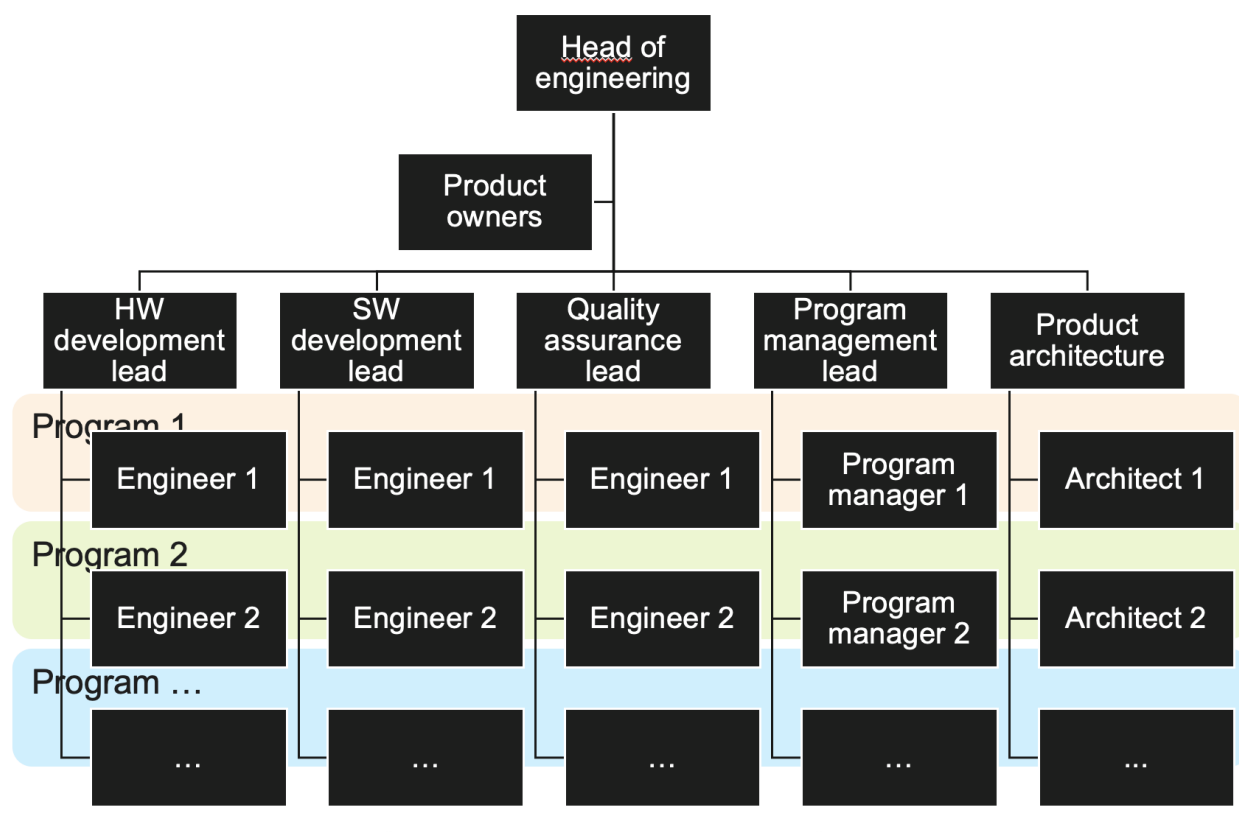 Head of
engineering
Product
owners
HW
development
lead
SW
development
lead
Quality
assurance
lead
Program
management
lead
Product
architecture
Program 1
Engineer 1
Engineer 1
Engineer 1
Program
manager 1
Architect 1
Program 2
Engineer 2
Engineer 2
Engineer 2
Program
manager 2
Architect 2
Program …
…
…
…
…
...